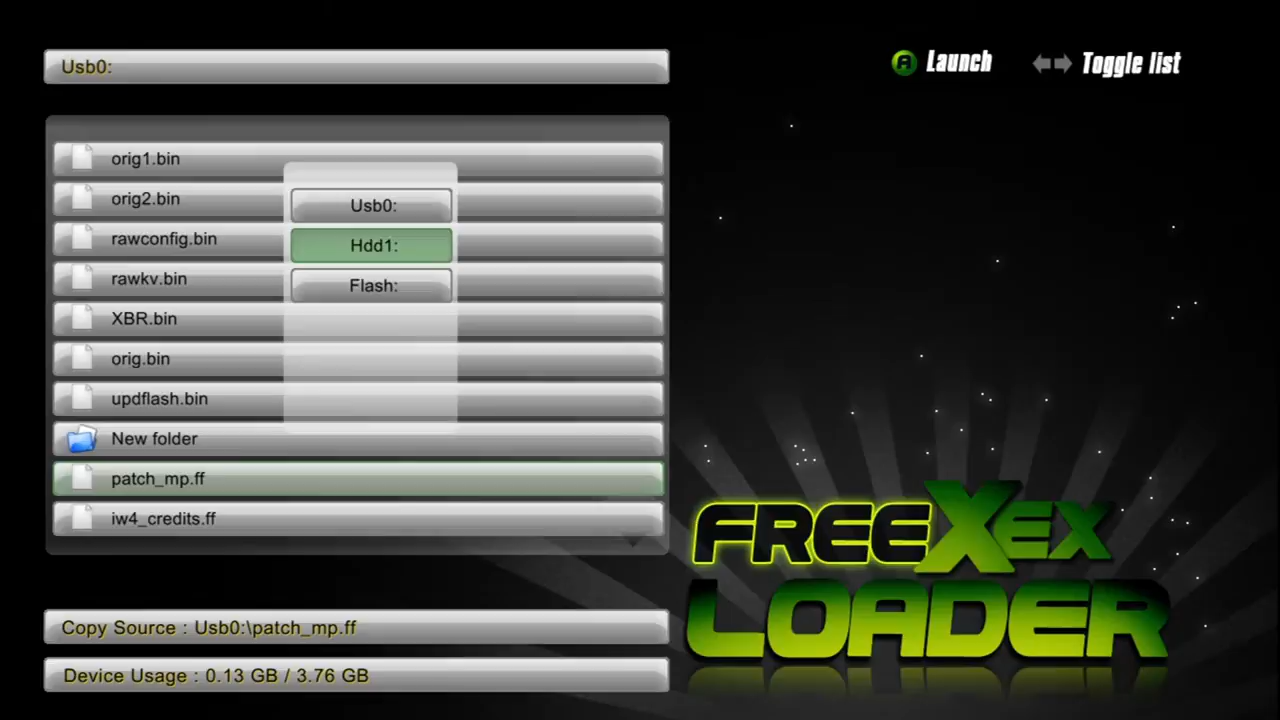 Usb0:
A Launch
Toggle list
orig1.bin
orig2.bin
Usb0:
rawconfig.bin
Hdd1:
rawkv.bin
Flash:
XBR.bin
orig.bin
updflash.bin
New folder
patch_mp.ff
iw4_credits.ff
FREEXEX
LOADER
Copy Source : Usb0:\patch_mp.ff
Device Usage : 0.13 GB / 3.76 GB